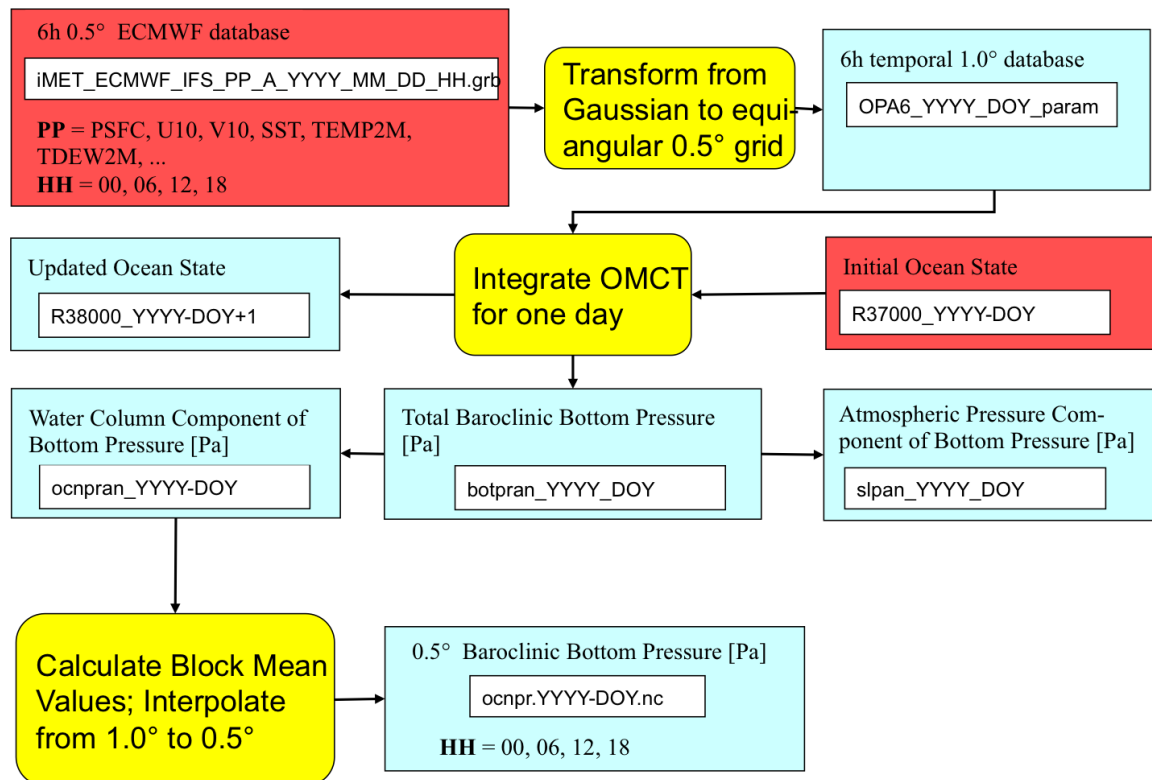 6h 0.5° ECMWF database
iMET_ECMWF_IFS_PP_A_YYYY_MM_DD_HH.grb
PP = PSFC, U10, V10, SST, TEMP2M,
TDEW2M, ...
HH = 00, 06, 12, 18
Transform from
Gaussian to equi-
angular 0.5° grid
6h temporal 1.0° database
OPA6_YYYY_DOY_param
Updated Ocean State
R38000_YYYY-DOY+1
Integrate OMCT
for one day
Initial Ocean State
R37000_YYYY-DOY
Water Column Component of
Bottom Pressure [Pa]
ocnpran_YYYY-DOY
Total Baroclinic Bottom Pressure
[Pa]
botpran_YYYY_DOY
Atmospheric Pressure Com-
ponent of Bottom Pressure [Pa]
slpan_YYYY_DOY
Calculate Block Mean
Values; Interpolate
from 1.0° to 0.5°
0.5° Baroclinic Bottom Pressure [Pa]
ocnpr.YYYY-DOY.nc
HH = 00, 06, 12, 18